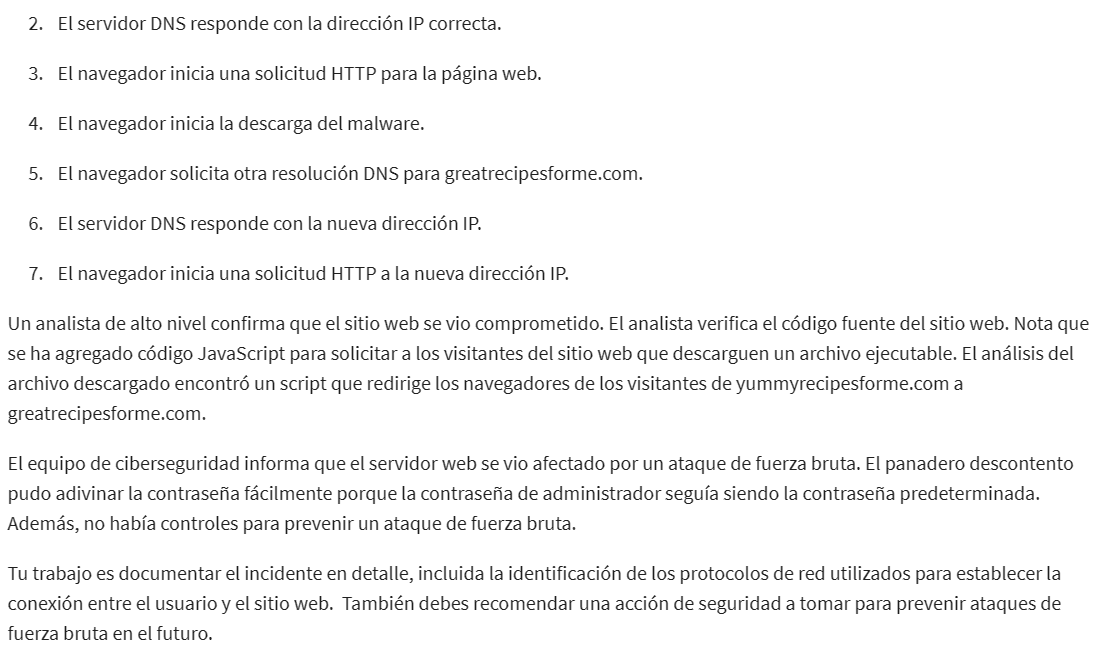 2. El servidor DNS responde con la dirección IP correcta.
3. El navegador inicia una solicitud HTTP para la página web.
4. El navegador inicia la descarga del malware.
5. El navegador solicita otra resolución DNS para greatrecipesforme.com.
6. El servidor DNS responde con la nueva dirección IP.
7. El navegador inicia una solicitud HTTP a la nueva dirección IP.
Un analista de alto nivel confirma que el sitio web se vio comprometido. El analista verifica el código fuente del sitio web. Nota que
se ha agregado código JavaScript para solicitar a los visitantes del sitio web que descarguen un archivo ejecutable. El análisis del
archivo descargado encontró un script que redirige los navegadores de los visitantes de yummyrecipesforme.com a
greatrecipesforme.com.
El equipo de ciberseguridad informa que el servidor web se vio afectado por un ataque de fuerza bruta. El panadero descontento
pudo adivinar la contraseña fácilmente porque la contraseña de administrador seguía siendo la contraseña predeterminada.
Además, no había controles para prevenir un ataque de fuerza bruta.
Tu trabajo es documentar el incidente en detalle, incluida la identificación de los protocolos de red utilizados para establecer la
conexión entre el usuario y el sitio web.  También debes recomendar una acción de seguridad a tomar para prevenir ataques de
fuerza bruta en el futuro.